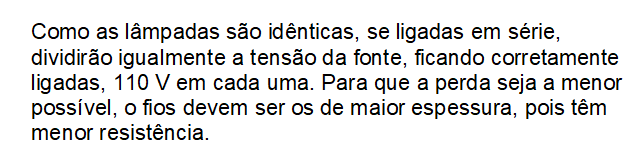 Como as lâmpadas são idênticas, se ligadas em série,
dividirão igualmente a tensão da fonte, ficando corretamente
ligadas, 110 V em cada uma. Para que a perda seja a menor
possível, o fios devem ser os de maior espessura, pois têm
menor resistência.